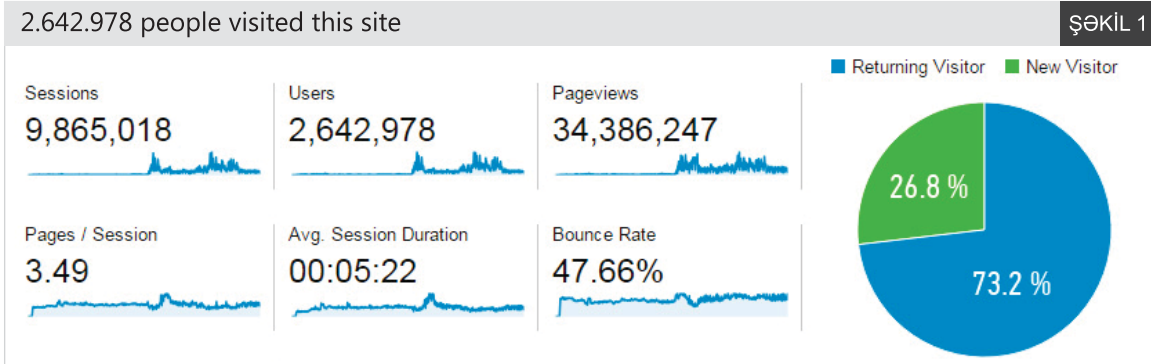 2.642.978 people visited this site
ŞƏKİL 1
Returning Visitor
New Visitor
Sessions
9,865,018
Users
2,642,978
Pageviews
34,386,247
Pages / Session
3.49
Avg. Session Duration
00:05:22
Bounce Rate
47.66%
26.8 %
73.2 %